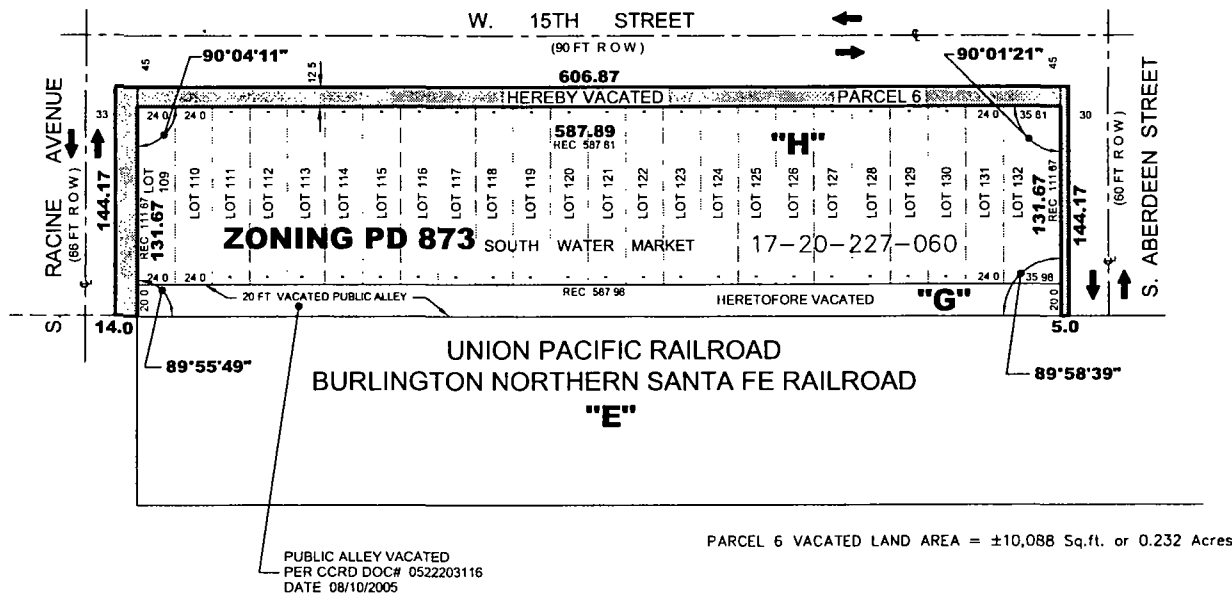 W. 15TH STREET
(90 FT ROW)
90°04'11"
90°01'21"
45
12 5
45
606.87
HEREBY VACATED
PARCEL 6
33
24 0
24 0
587.89
REC 587 81
"H"
24 0
35 81
30
S. RACINE AVENUE
(66 FT ROW)
144.17
REC 111 67
131.67
LOT 109
LOT 110
LOT 111
LOT 112
LOT 113
LOT 114
LOT 115
LOT 116
LOT 117
LOT 118
LOT 119
LOT 120
LOT 121
LOT 122
LOT 123
LOT 124
LOT 125
LOT 126
LOT 127
LOT 128
LOT 129
LOT 130
LOT 131
LOT 132
REC 111 67
131.67
144.17
(60 FT ROW)
S. ABERDEEN STREET
ZONING PD 873
SOUTH WATER MARKET
17-20-227-060
24 0
24 0
24 0
35 98
20 0
20 FT VACATED PUBLIC ALLEY
REC 587 98
HERETOFORE VACATED
"G"
20 0
14.0
5.0
89°55'49"
89°58'39"
UNION PACIFIC RAILROAD
BURLINGTON NORTHERN SANTA FE RAILROAD
"E"
PARCEL 6 VACATED LAND AREA = ±10,088 Sq.ft. or 0.232 Acres
PUBLIC ALLEY VACATED
PER CCRD DOC# 0522203116
DATE 08/10/2005